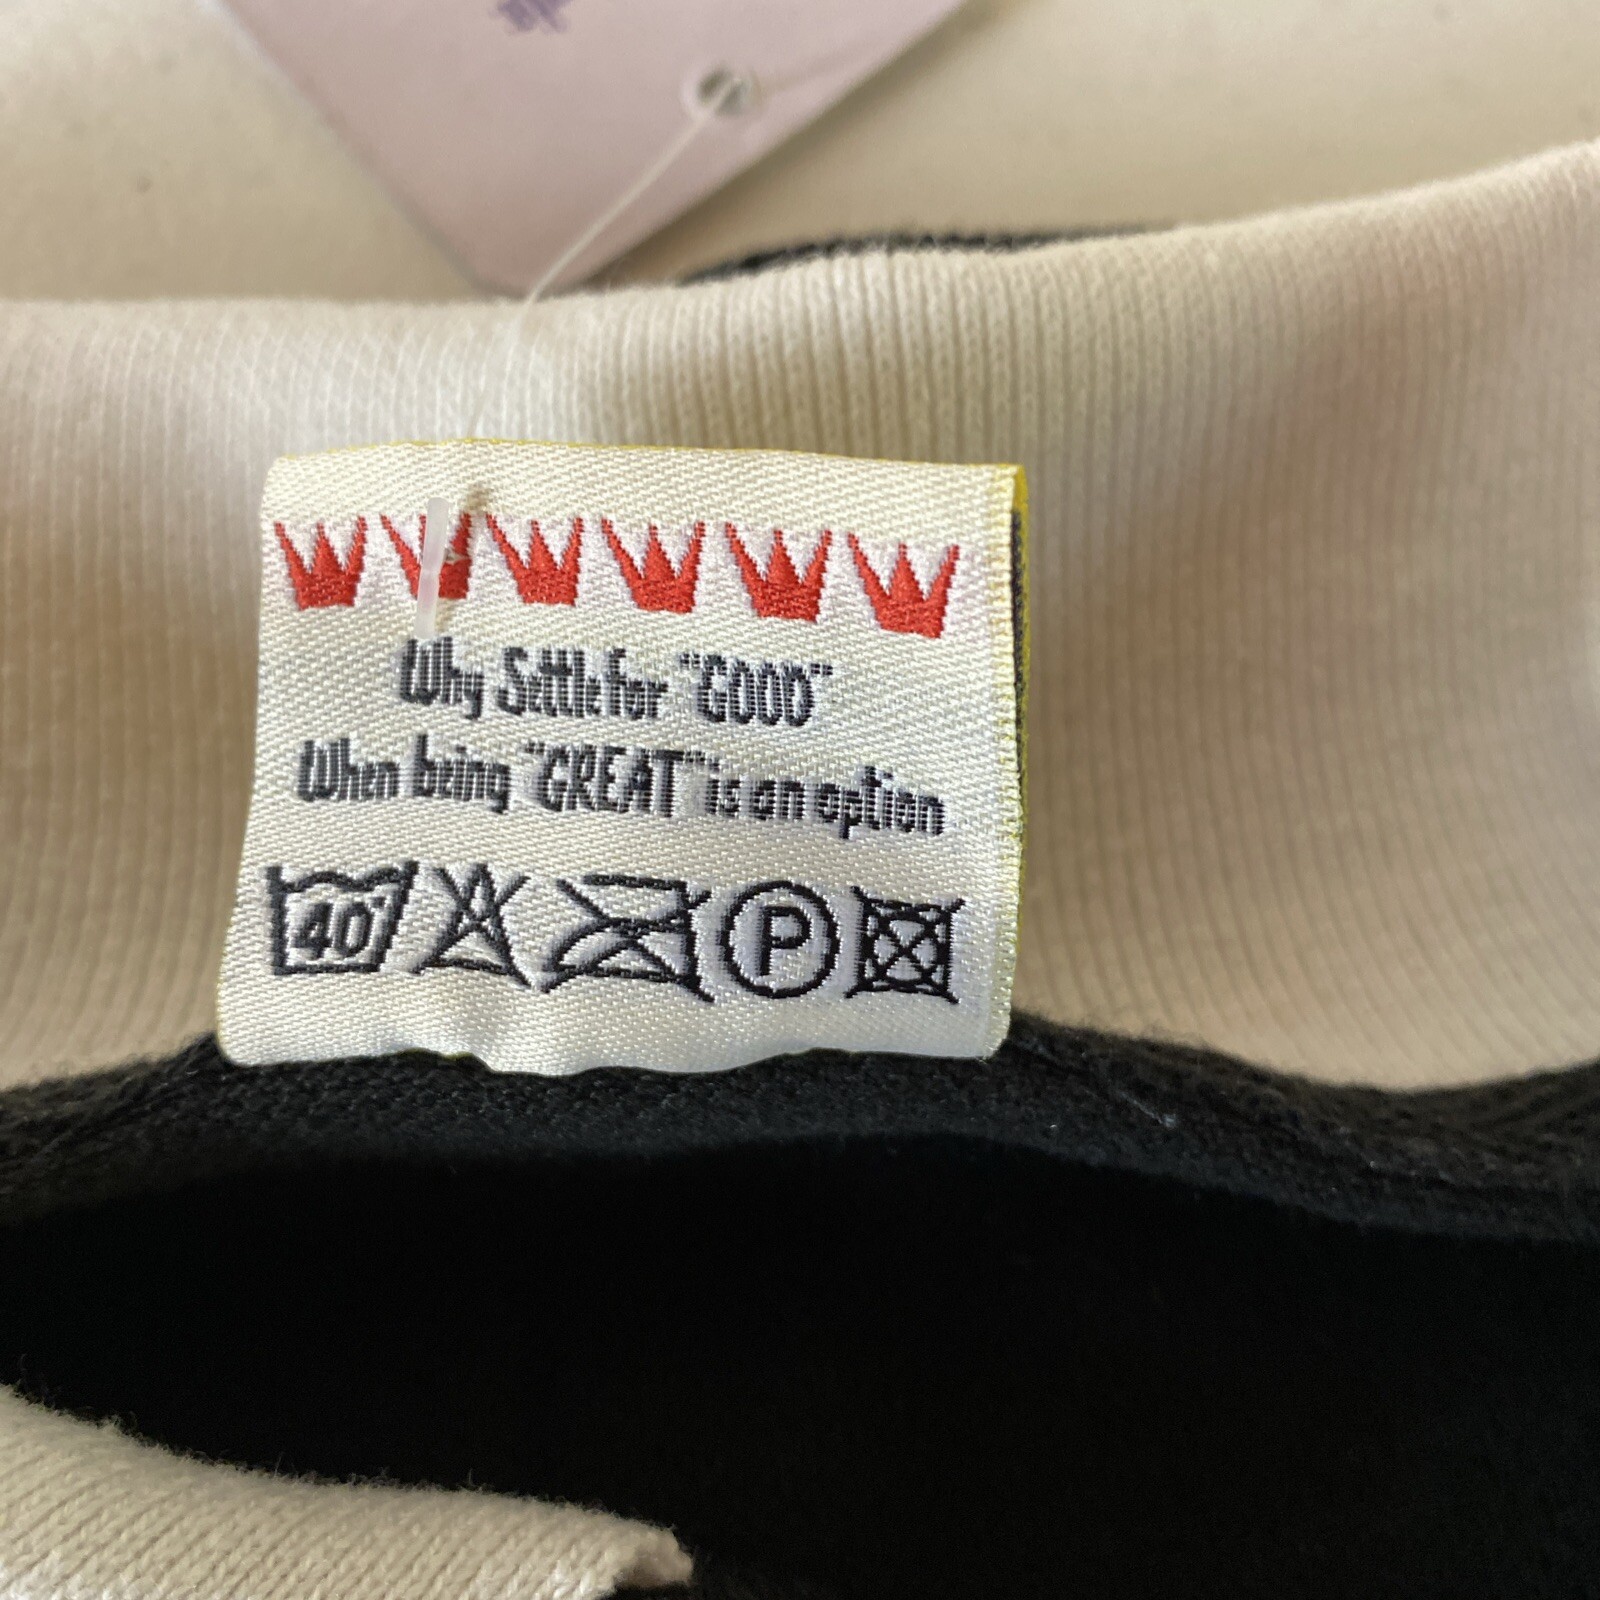 Why Settle for "GOOD"
When being "GREAT" is an option
40°
P